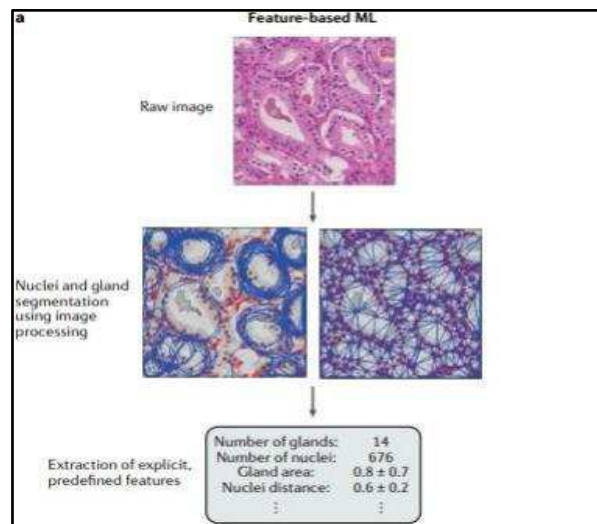 a
Feature-based ML
Raw image
Nuclei and gland
segmentation
using image
processing
Extraction of explicit,
predefined features
Number of glands: 14
Number of nuclei: 676
Gland area: 0.8 ± 0.7
Nuclei distance: 0.6 ± 0.2
⋮ ⋮